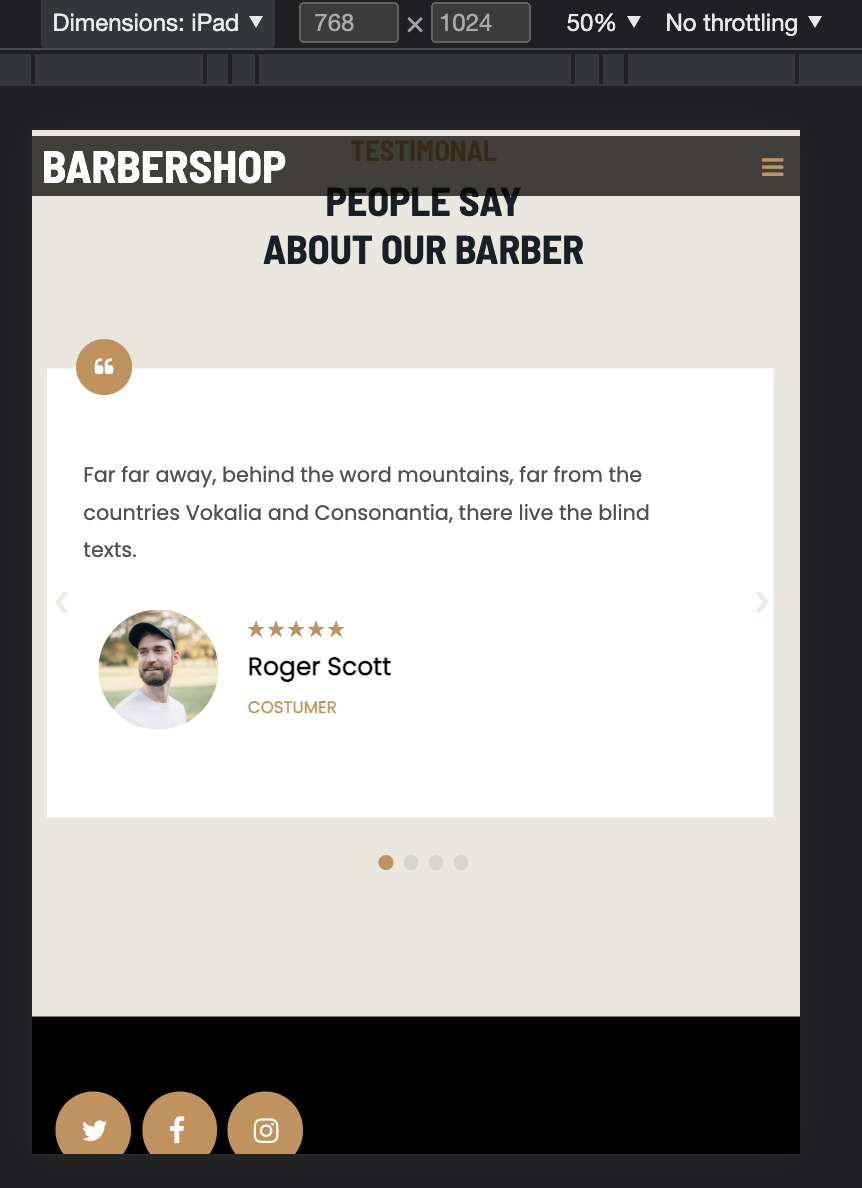 Dimensions: iPad ▼ 768 × 1024 50% ▼ No throttling ▼
TESTIMONAL
BARBERSHOP
PEOPLE SAY
ABOUT OUR BARBER
Far far away, behind the word mountains, far from the
countries Vokalia and Consonantia, there live the blind
texts.
Roger Scott
COSTUMER